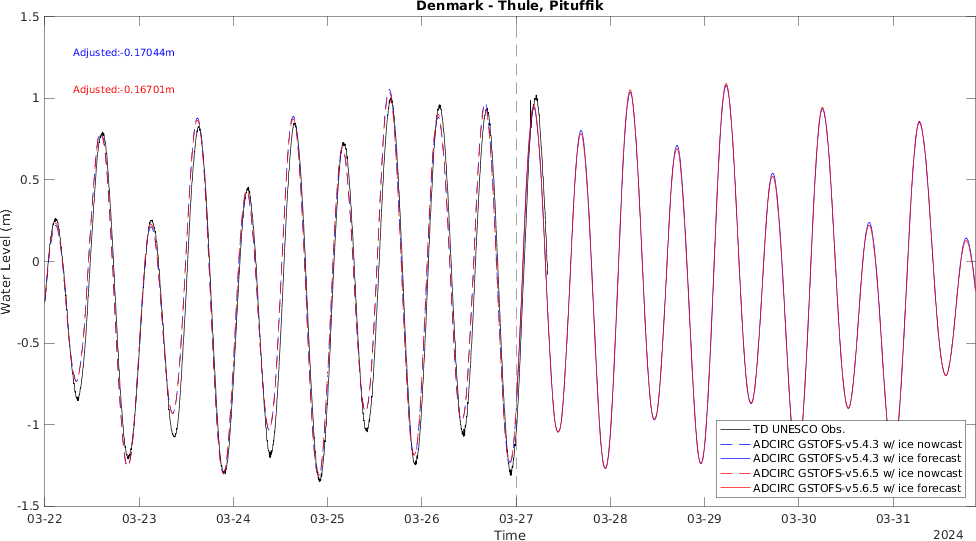 Denmark - Thule, Pituffik
Adjusted:-0.17044m
Adjusted:-0.16701m
Water Level (m)
1.5
1
0.5
0
-0.5
-1
-1.5
TD UNESCO Obs.
ADCIRC GSTOFS-v5.4.3 w/ ice nowcast
ADCIRC GSTOFS-v5.4.3 w/ ice forecast
ADCIRC GSTOFS-v5.6.5 w/ ice nowcast
ADCIRC GSTOFS-v5.6.5 w/ ice forecast
03-22 03-23 03-24 03-25 03-26 03-27 03-28 03-29 03-30 03-31
Time
2024